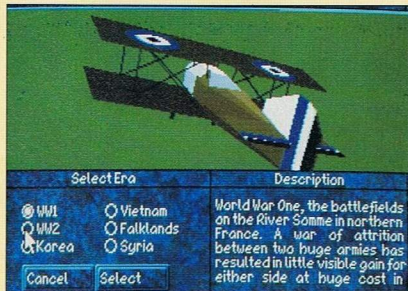 Select Era
WW1
Vietnam
WW2
Falklands
Korea
Syria
Cancel
Select
Description
World War One, the battlefields
on the River Somme in northern
France. A war of attrition
between two huge armies has
resulted in little visible gain for
either side at huge cost in